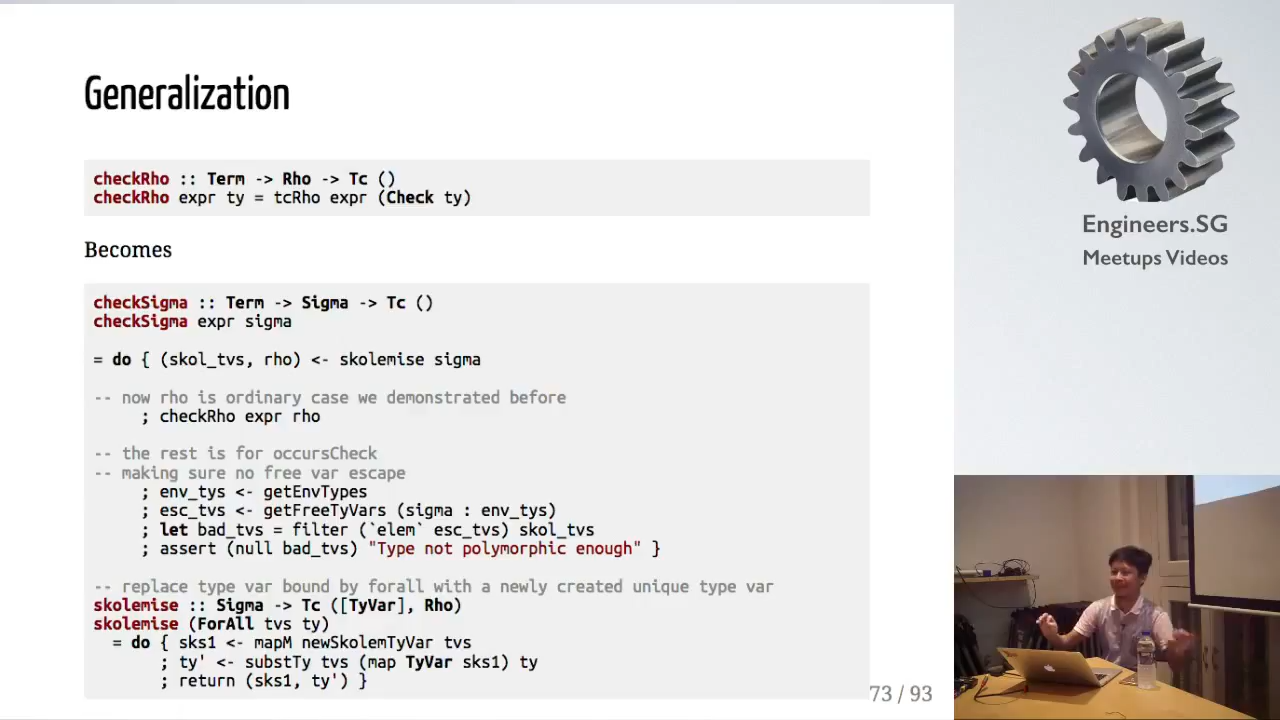 Generalization
checkRho :: Term -> Rho -> Tc ()
checkRho expr ty = tcRho expr (Check ty)
Becomes
checkSigma :: Term -> Sigma -> Tc ()
checkSigma expr sigma
= do { (skol_tvs, rho) <- skolemise sigma
-- now rho is ordinary case we demonstrated before
; checkRho expr rho
-- the rest is for occursCheck
-- making sure no free var escape
; env_tys <- getEnvTypes
; esc_tvs <- getFreeTyVars (sigma : env_tys)
; let bad_tvs = filter (`elem` esc_tvs) skol_tvs
; assert (null bad_tvs) "Type not polymorphic enough" }
-- replace type var bound by forall with a newly created unique type var
skolemise :: Sigma -> Tc ([TyVar], Rho)
skolemise (ForAll tvs ty)
= do { sks1 <- mapM newSkolemTyVar tvs
; ty' <- substTy tvs (map TyVar sks1) ty
; return (sks1, ty') }
73 / 93
Engineers.SG
Meetups Videos